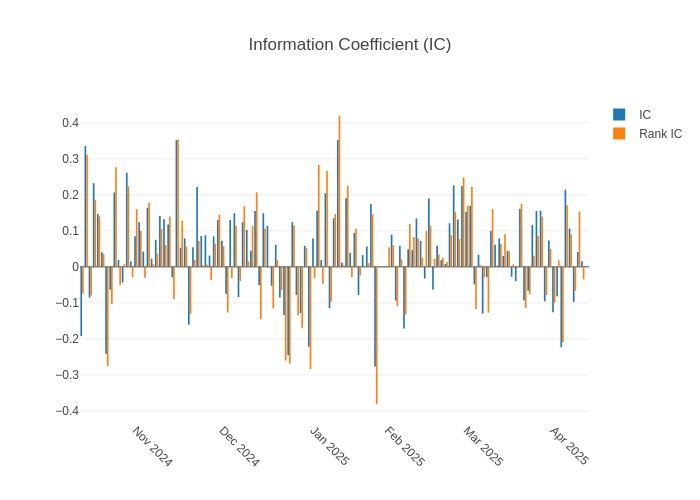 Information Coefficient (IC)
IC
Rank IC
0.4
0.3
0.2
0.1
0
−0.1
−0.2
−0.3
−0.4
Nov 2024
Dec 2024
Jan 2025
Feb 2025
Mar 2025
Apr 2025